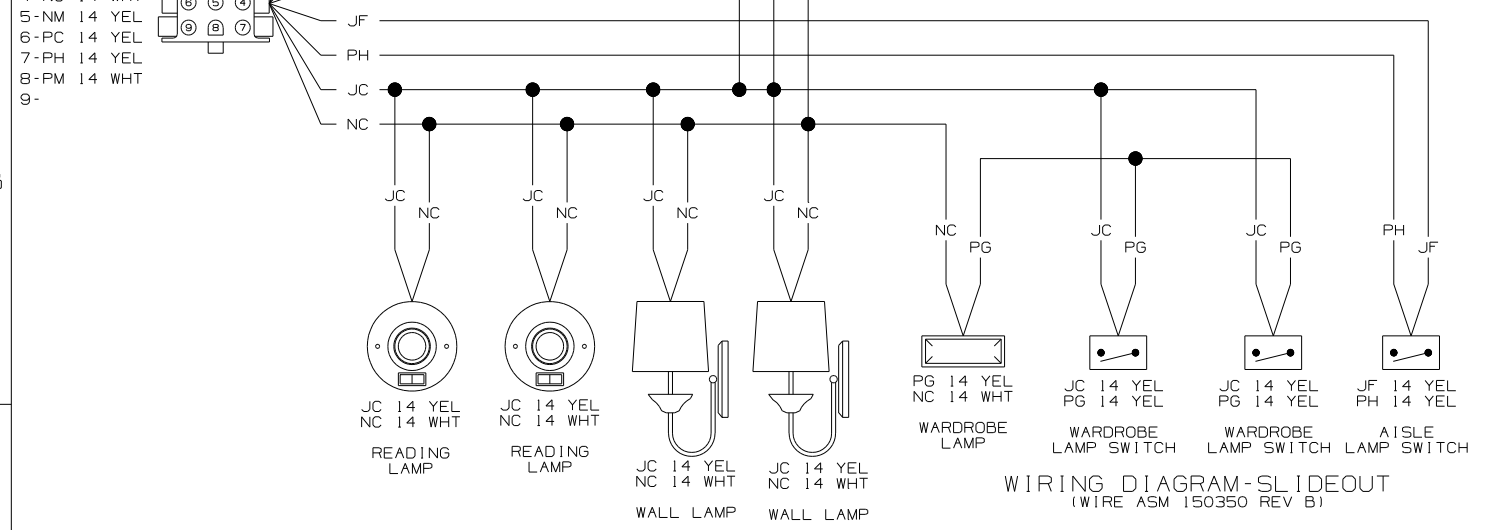 5-NM 14 YEL
6-PC 14 YEL
7-PH 14 YEL
8-PM 14 WHT
9-
6 5 4
9 8 7
JF
PH
JC
NC
JC NC JC NC JC NC JC NC
NC PG JC PG JC PG PH JF
JC 14 YEL
NC 14 WHT
READING
LAMP
JC 14 YEL
NC 14 WHT
READING
LAMP
JC 14 YEL
NC 14 WHT
WALL LAMP
JC 14 YEL
NC 14 WHT
WALL LAMP
PG 14 YEL
NC 14 WHT
WARDROBE
LAMP
JC 14 YEL
PG 14 YEL
WARDROBE
LAMP SWITCH
JC 14 YEL
PG 14 YEL
WARDROBE
LAMP SWITCH
JF 14 YEL
PH 14 YEL
AISLE
LAMP SWITCH
WIRING DIAGRAM-SLIDEOUT
(WIRE ASM 150350 REV B)